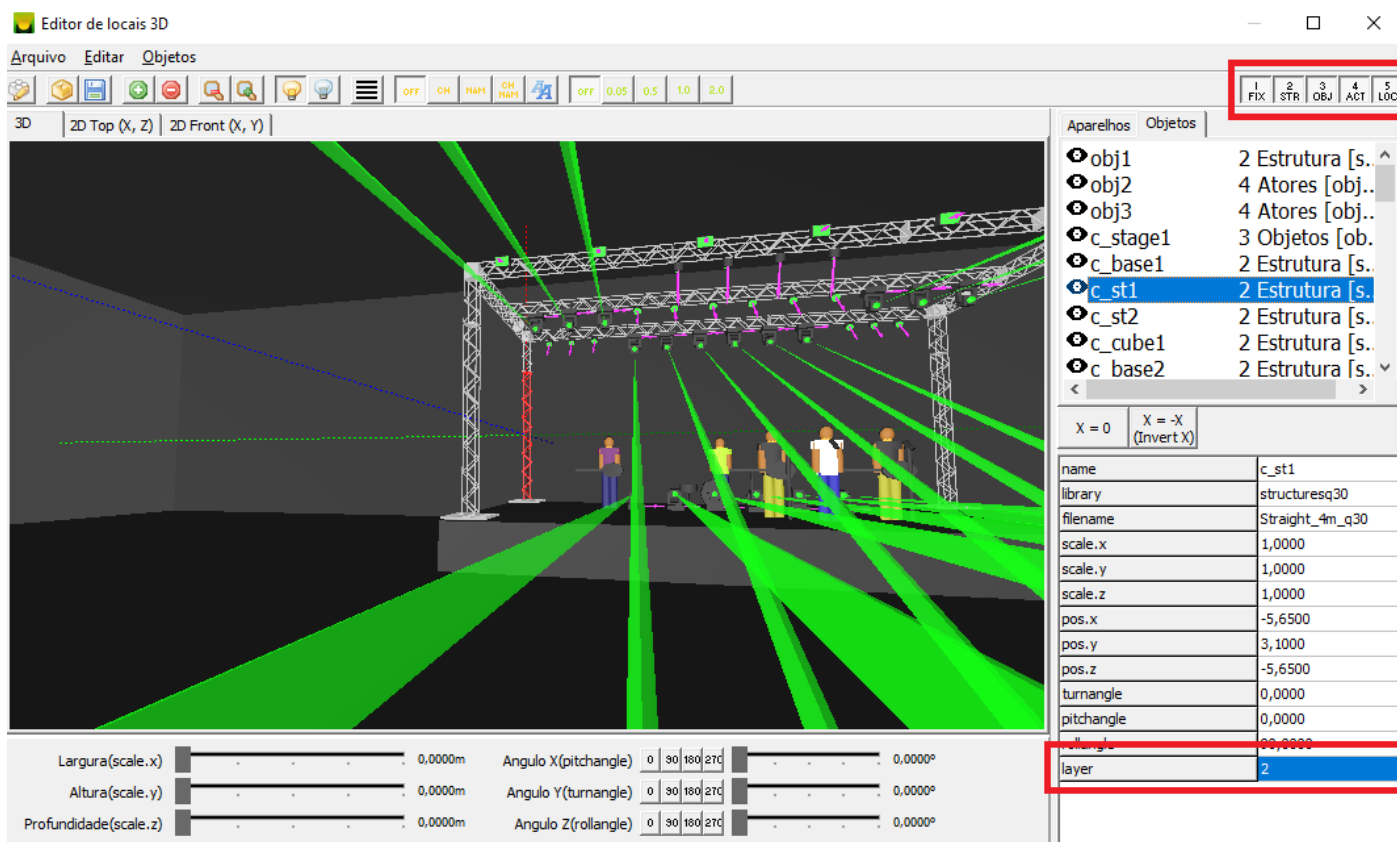 Editor de locais 3D
Arquivo Editar Objetos
OFF CH NAM CH NAM OFF 0.05 0.5 1.0 2.0
1 FIX 2 STR 3 OBJ 4 ACT 5 LOC
3D 2D Top (X, Z) 2D Front (X, Y)
Aparelhos Objetos
obj1 2 Estrutura [s..
obj2 4 Atores [obj..
obj3 4 Atores [obj..
c_stage1 3 Objetos [ob.
c_base1 2 Estrutura [s..
c_st1 2 Estrutura [s..
c_st2 2 Estrutura [s..
c_cube1 2 Estrutura [s..
c_base2 2 Estrutura [s..
X = 0 X = -X
(Invert X)
name c_st1
library structuresq30
filename Straight_4m_q30
scale.x 1,0000
scale.y 1,0000
scale.z 1,0000
pos.x -5,6500
pos.y 3,1000
pos.z -5,6500
turnangle 0,0000
pitchangle 0,0000
rollangle 90,0000
layer 2
Largura(scale.x) 0,0000m Angulo X(pitchangle) 0 90 180 270 0,0000º
Altura(scale.y) 0,0000m Angulo Y(turnangle) 0 90 180 270 0,0000º
Profundidade(scale.z) 0,0000m Angulo Z(rollangle) 0 90 180 270 0,0000º